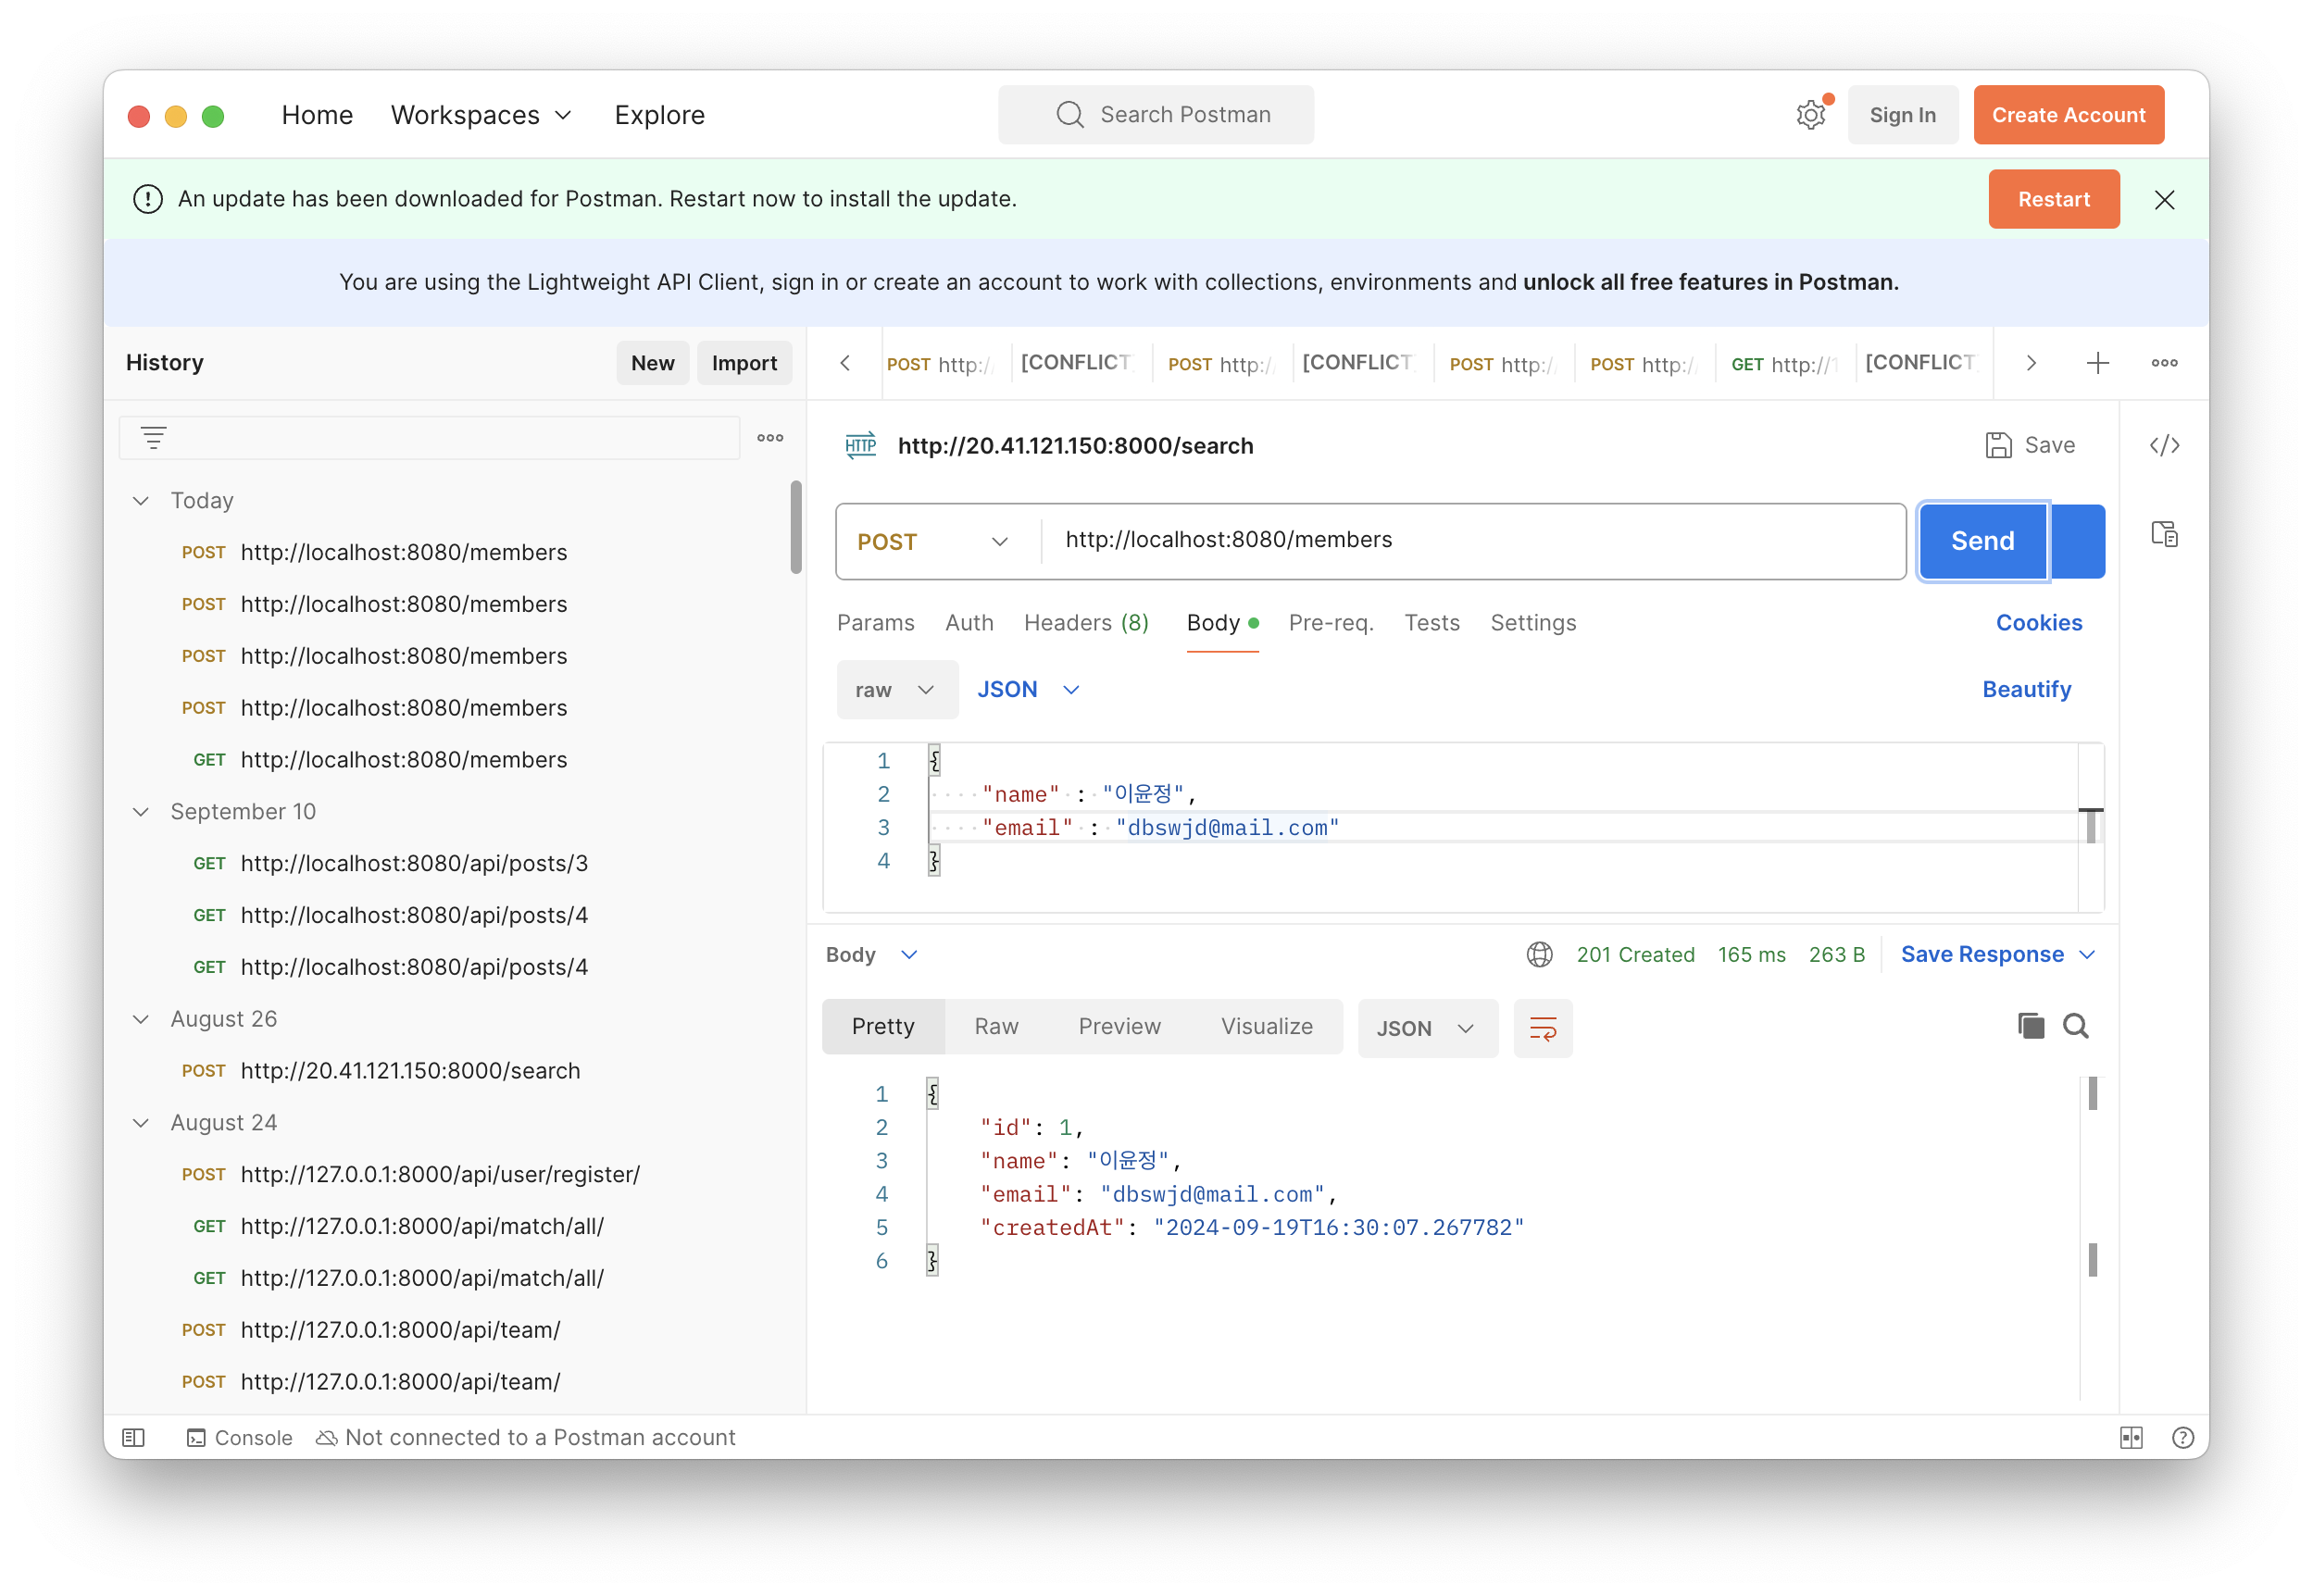 Home Workspaces Explore Search Postman Sign In Create Account
An update has been downloaded for Postman. Restart now to install the update. Restart
You are using the Lightweight API Client, sign in or create an account to work with collections, environments and unlock all free features in Postman.
History New Import
POST http:/ [CONFLICT POST http:/ [CONFLICT POST http:/ POST http:/ GET http://1 [CONFLICT
Today
POST http://localhost:8080/members
POST http://localhost:8080/members
POST http://localhost:8080/members
POST http://localhost:8080/members
GET http://localhost:8080/members
September 10
GET http://localhost:8080/api/posts/3
GET http://localhost:8080/api/posts/4
GET http://localhost:8080/api/posts/4
August 26
POST http://20.41.121.150:8000/search
August 24
POST http://127.0.0.1:8000/api/user/register/
GET http://127.0.0.1:8000/api/match/all/
GET http://127.0.0.1:8000/api/match/all/
POST http://127.0.0.1:8000/api/team/
POST http://127.0.0.1:8000/api/team/
HTTP http://20.41.121.150:8000/search Save
POST http://localhost:8080/members Send
Params Auth Headers (8) Body Pre-req. Tests Settings Cookies
raw JSON Beautify
1 {
2 "name" : "이윤정",
3 "email" : "dbswjd@mail.com"
4 }
Body 201 Created 165 ms 263 B Save Response
Pretty Raw Preview Visualize JSON
1 {
2 "id": 1,
3 "name": "이윤정",
4 "email": "dbswjd@mail.com",
5 "createdAt": "2024-09-19T16:30:07.267782"
6 }
Console Not connected to a Postman account